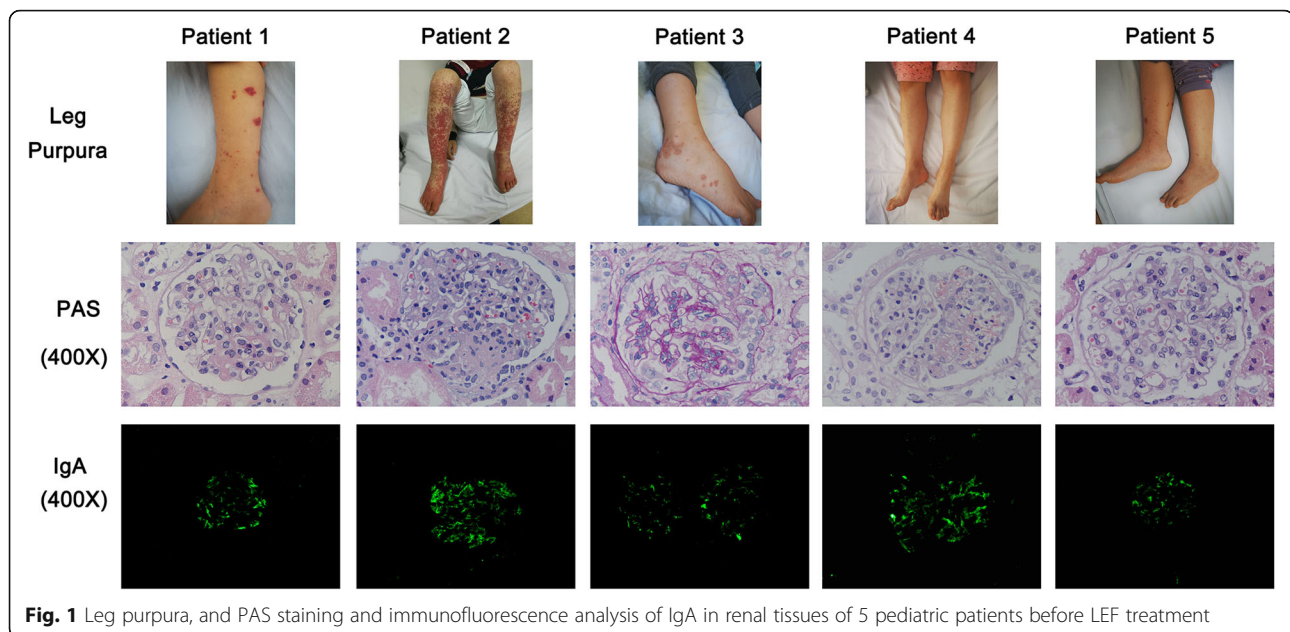 Patient 1 Patient 2 Patient 3 Patient 4 Patient 5
Leg
Purpura
PAS
(400X)
IgA
(400X)
Fig. 1 Leg purpura, and PAS staining and immunofluorescence analysis of IgA in renal tissues of 5 pediatric patients before LEF treatment